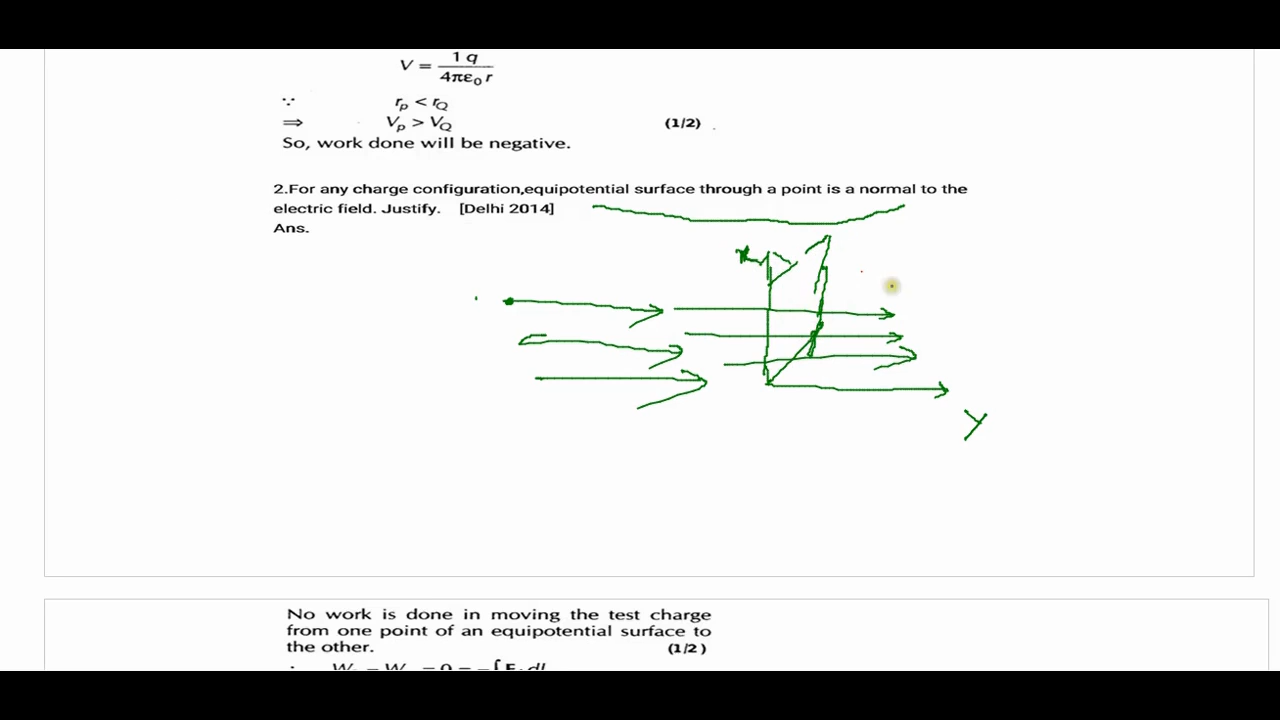 V = 1 q / 4πε₀ r
∵ r_p < r_Q
⇒ V_p > V_Q (1/2)
So, work done will be negative.
2.For any charge configuration,equipotential surface through a point is a normal to the
electric field. Justify. [Delhi 2014]
Ans.
Y
No work is done in moving the test charge
from one point of an equipotential surface to
the other. (1/2)